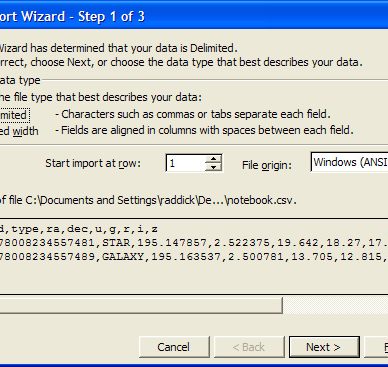 ort Wizard - Step 1 of 3
Wizard has determined that your data is Delimited.
rrect, choose Next, or choose the data type that best describes your data.
ata type
he file type that best describes your data:
mited - Characters such as commas or tabs separate each field.
ed width - Fields are aligned in columns with spaces between each field.
Start import at row: 1 File origin: Windows (ANSI
of file C:\Documents and Settings\raddick\De...\notebook.csv.
d,type,ra,dec,u,g,r,i,z
78008234557481,STAR,195.147857,2.522375,19.642,18.27,17.
78008234557489,GALAXY,195.163537,2.500781,13.705,12.815,
Cancel < Back Next >